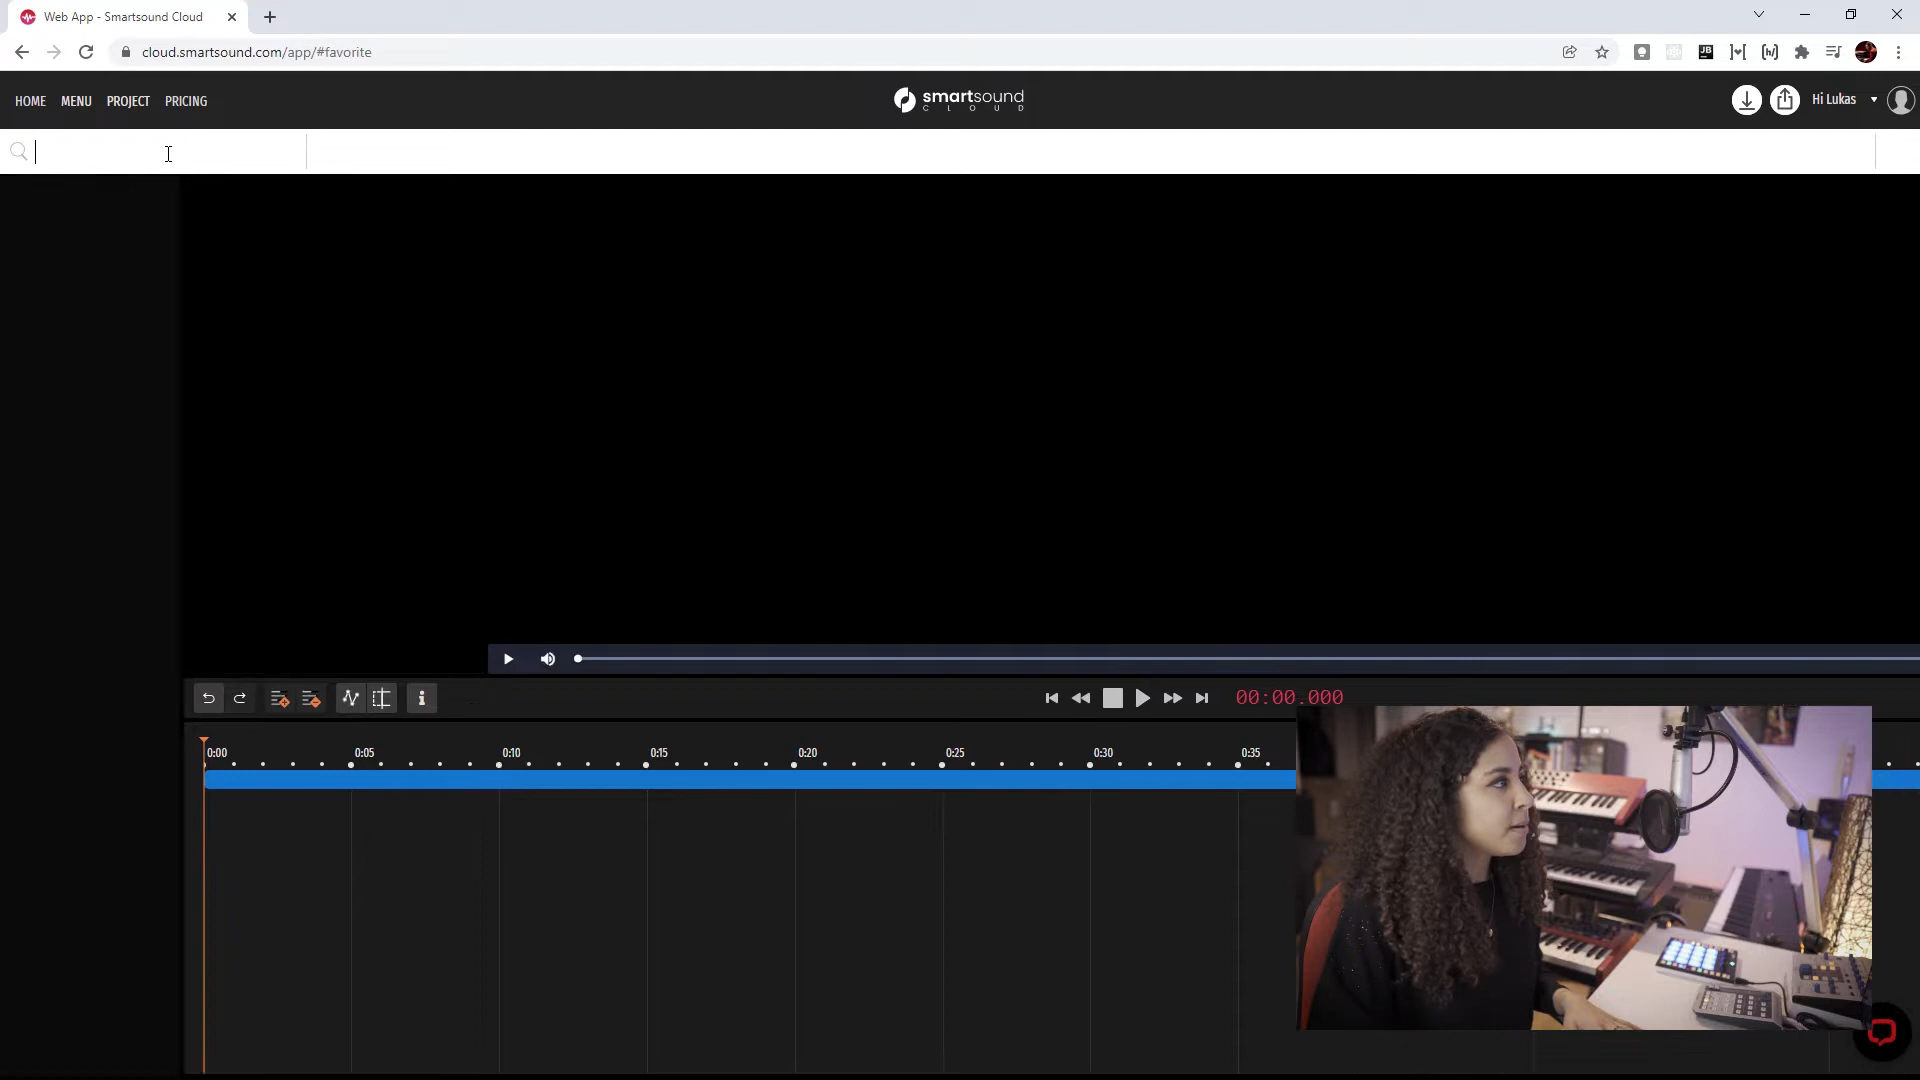 Web App - Smartsound Cloud
cloud.smartsound.com/app/#favorite
HOME MENU PROJECT PRICING
smartsound
CLOUD
Hi Lukas
00:00.000
0:00 0:05 0:10 0:15 0:20 0:25 0:30 0:35